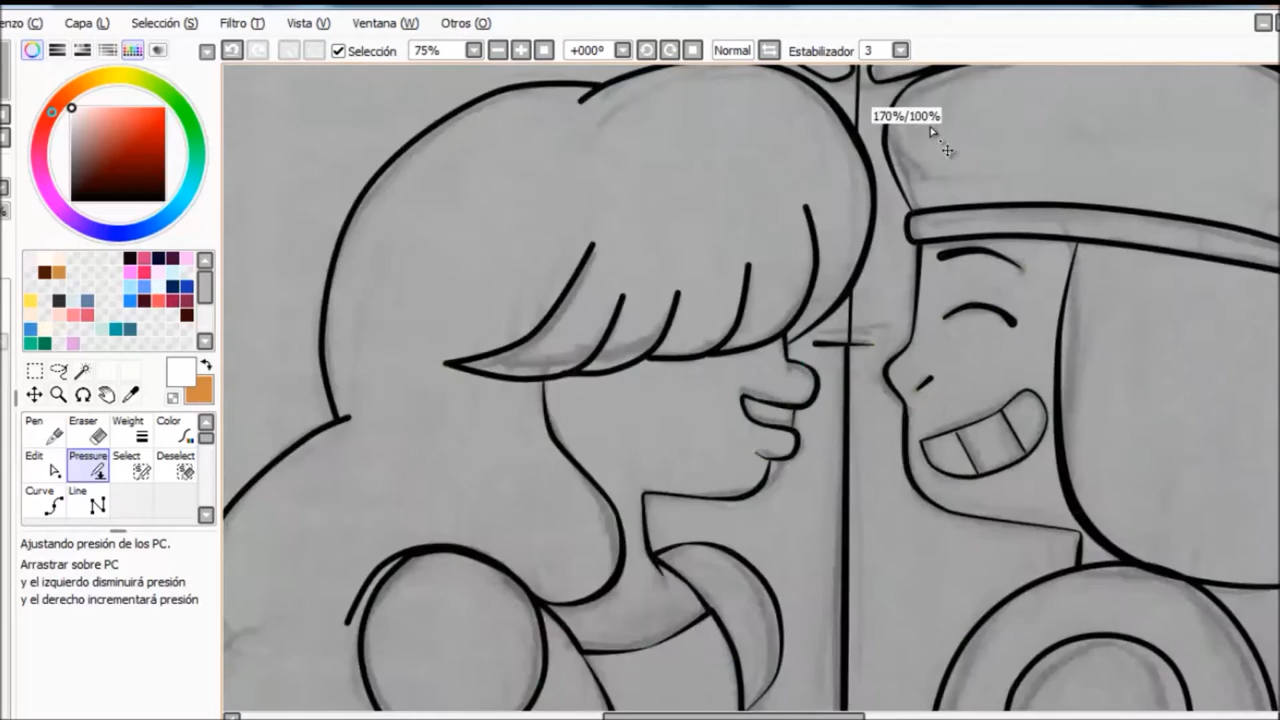 enzo (C) Capa (L) Selección (S) Filtro (T) Vista (V) Ventana (W) Otros (O)
Selección 75% +000° Normal Estabilizador 3
170%/100%
Pen Eraser Weight Color
Edit Pressure Select Deselect
Curve Line
Ajustando presión de los PC.
Arrastrar sobre PC
y el izquierdo disminuirá presión
y el derecho incrementará presión